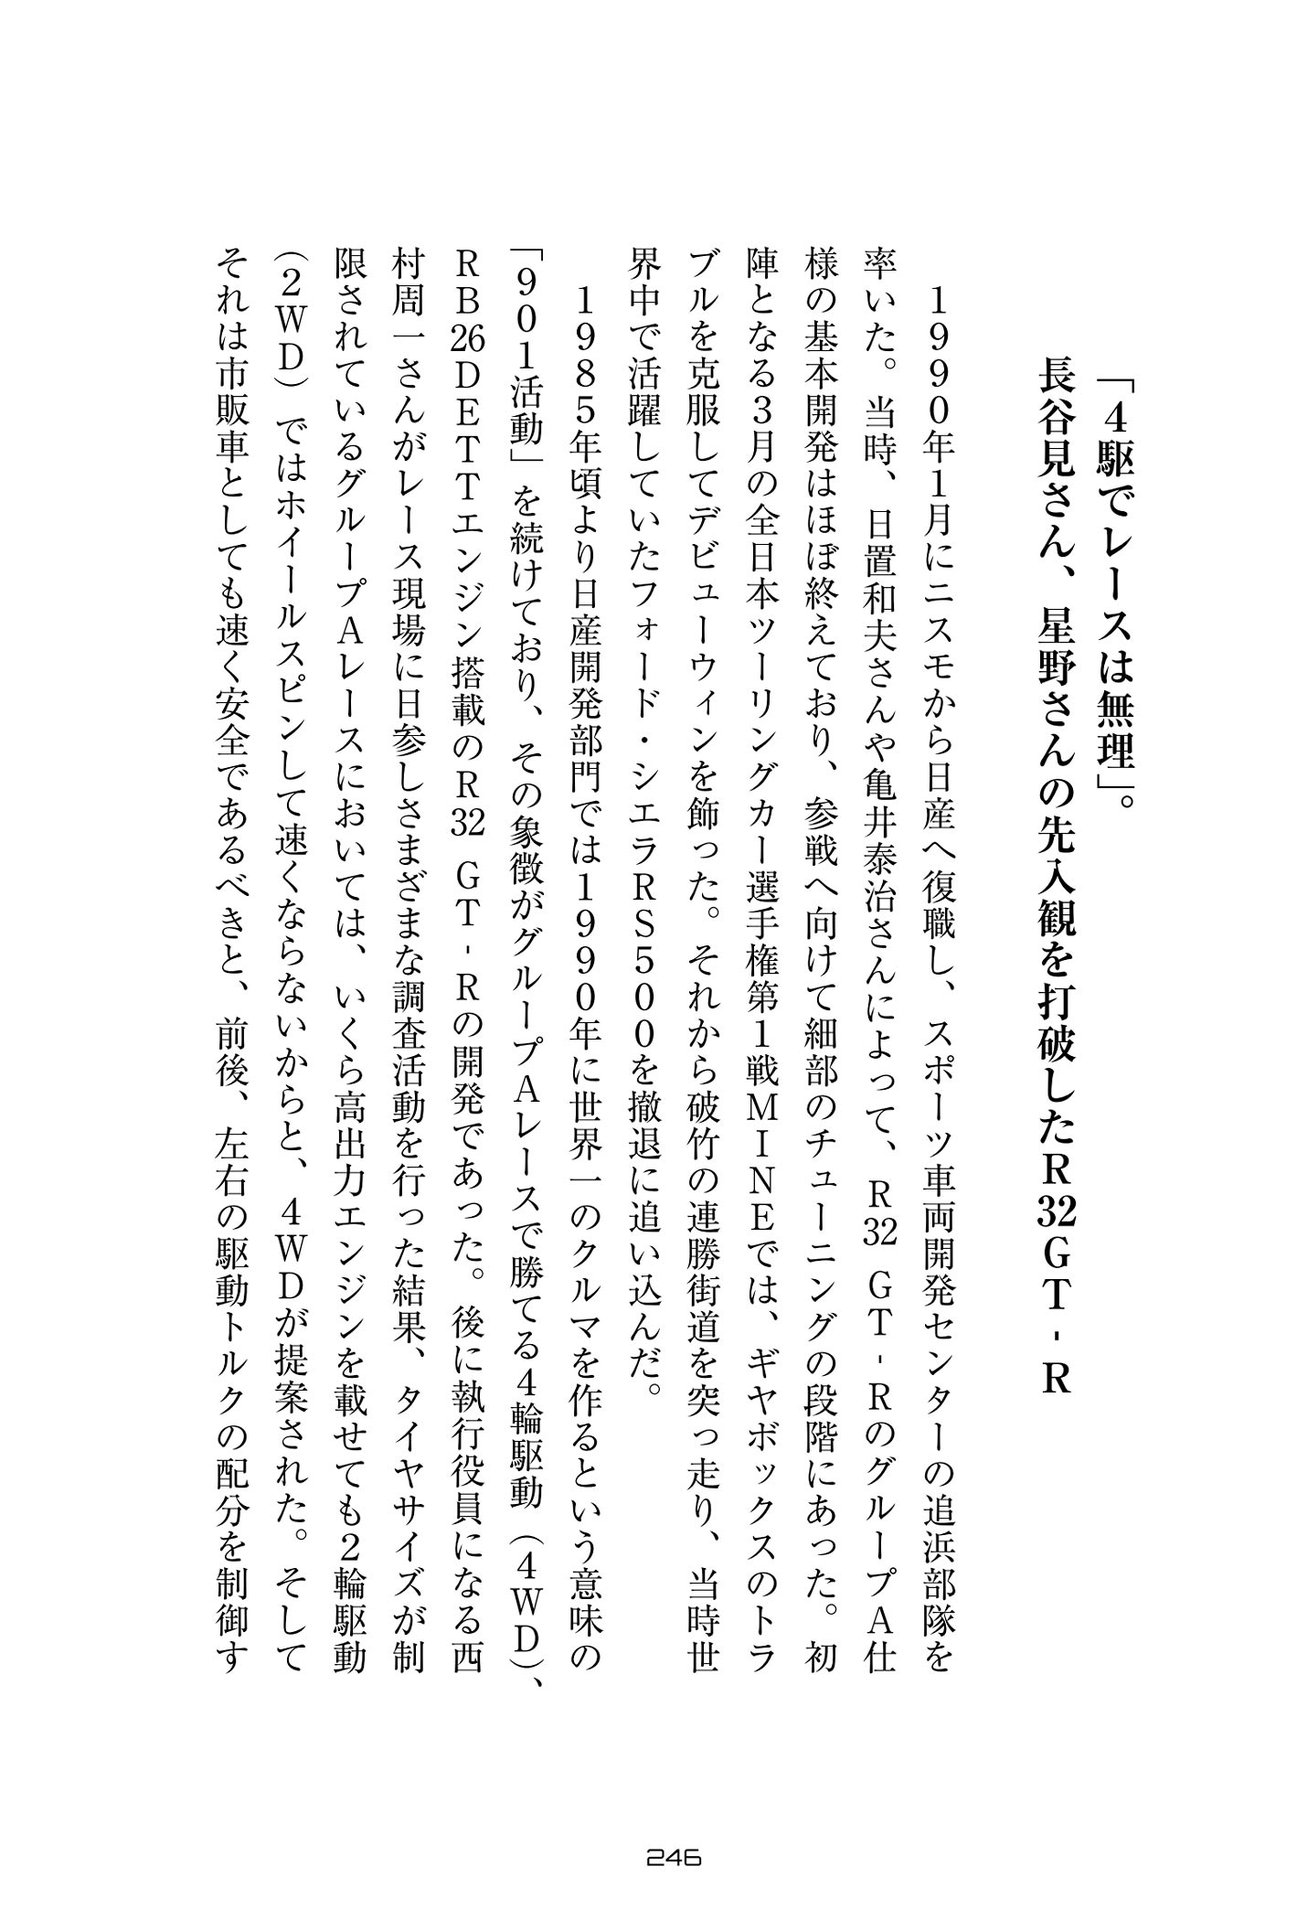 「４駆でレースは無理」。
長谷見さん、星野さんの先入観を打破したＲ32ＧＴ‐Ｒ
　１９９０年１月にニスモから日産へ復職し、スポーツ車両開発センターの追浜部隊を
率いた。当時、日置和夫さんや亀井泰治さんによって、Ｒ32 ＧＴ‐ＲのグループＡ仕
様の基本開発はほぼ終えており、参戦へ向けて細部のチューニングの段階にあった。初
陣となる３月の全日本ツーリングカー選手権第１戦ＭＩＮＥでは、ギヤボックスのトラ
ブルを克服してデビューウィンを飾った。それから破竹の連勝街道を突っ走り、当時世
界中で活躍していたフォード・シエラＲＳ５００を撤退に追い込んだ。
　１９８５年頃より日産開発部門では１９９０年に世界一のクルマを作るという意味の
「９０１活動」を続けており、その象徴がグループＡレースで勝てる４輪駆動（４ＷＤ）、
ＲＢ26ＤＥＴＴエンジン搭載のＲ32 ＧＴ‐Ｒの開発であった。後に執行役員になる西
村周一さんがレース現場に日参しさまざまな調査活動を行った結果、タイヤサイズが制
限されているグループＡレースにおいては、いくら高出力エンジンを載せても２輪駆動
（２ＷＤ）ではホイールスピンして速くならないからと、４ＷＤが提案された。そして
それは市販車としても速く安全であるべきと、前後、左右の駆動トルクの配分を制御す
246